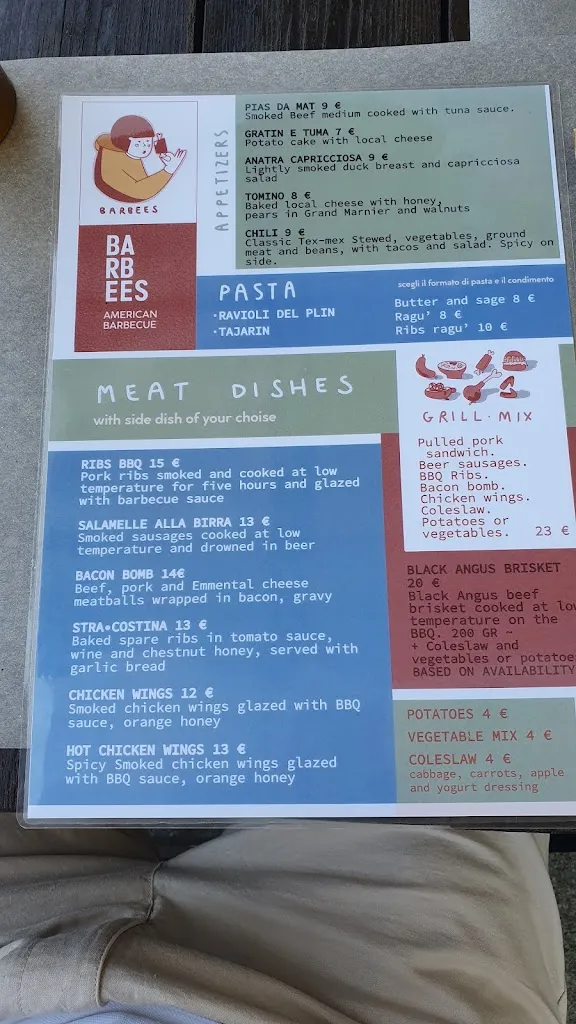 BARBEES
BA
RB
EES
AMERICAN
BARBECUE
APPETIZERS
PIAS DA MAT 9 €
Smoked Beef medium cooked with tuna sauce.
GRATIN E TUMA 7 €
Potato cake with local cheese
ANATRA CAPRICCIOSA 9 €
Lightly smoked duck breast and capricciosa
salad
TOMINO 8 €
Baked local cheese with honey,
pears in Grand Marnier and walnuts
CHILI 9 €
Classic Tex-mex Stewed, vegetables, ground
meat and beans, with tacos and salad. Spicy on
side.
PASTA
•RAVIOLI DEL PLIN
•TAJARIN
scegli il formato di pasta e il condimento
Butter and sage 8 €
Ragu' 8 €
Ribs ragu' 10 €
MEAT DISHES
with side dish of your choise
RIBS BBQ 15 €
Pork ribs smoked and cooked at low
temperature for five hours and glazed
with barbecue sauce
SALAMELLE ALLA BIRRA 13 €
Smoked sausages cooked at low
temperature and drowned in beer
BACON BOMB 14€
Beef, pork and Emmental cheese
meatballs wrapped in bacon, gravy
STRA•COSTINA 13 €
Baked spare ribs in tomato sauce,
wine and chestnut honey, served with
garlic bread
CHICKEN WINGS 12 €
Smoked chicken wings glazed with BBQ
sauce, orange honey
HOT CHICKEN WINGS 13 €
Spicy Smoked chicken wings glazed
with BBQ sauce, orange honey
GRILL·MIX
Pulled pork
sandwich.
Beer sausages.
BBQ Ribs.
Bacon bomb.
Chicken wings.
Coleslaw.
Potatoes or
vegetables. 23 €
BLACK ANGUS BRISKET
20 €
Black Angus beef
brisket cooked at low
temperature on the
BBQ. 200 GR ~
+ Coleslaw and
vegetables or potatoe
BASED ON AVAILABILITY
POTATOES 4 €
VEGETABLE MIX 4 €
COLESLAW 4 €
cabbage, carrots, apple
and yogurt dressing